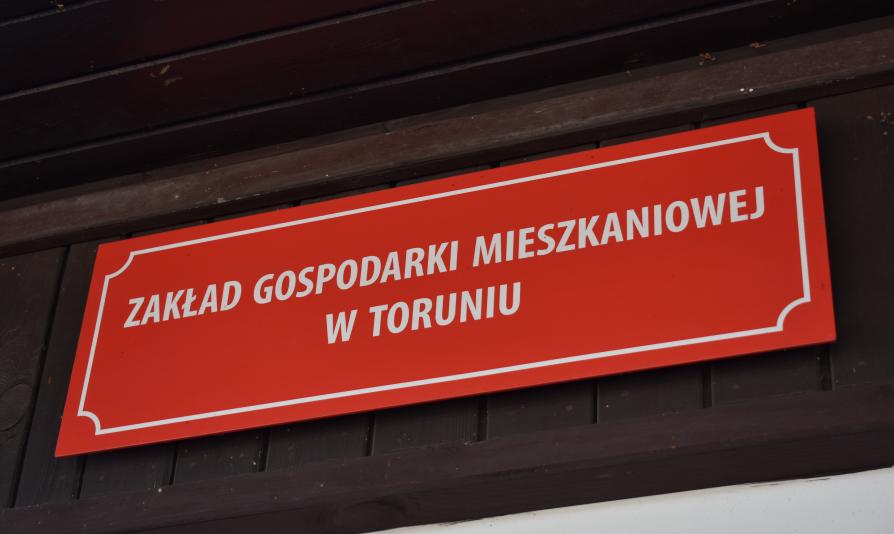 ZAKŁAD GOSPODARKI MIESZKANIOWEJ
W TORUNIU